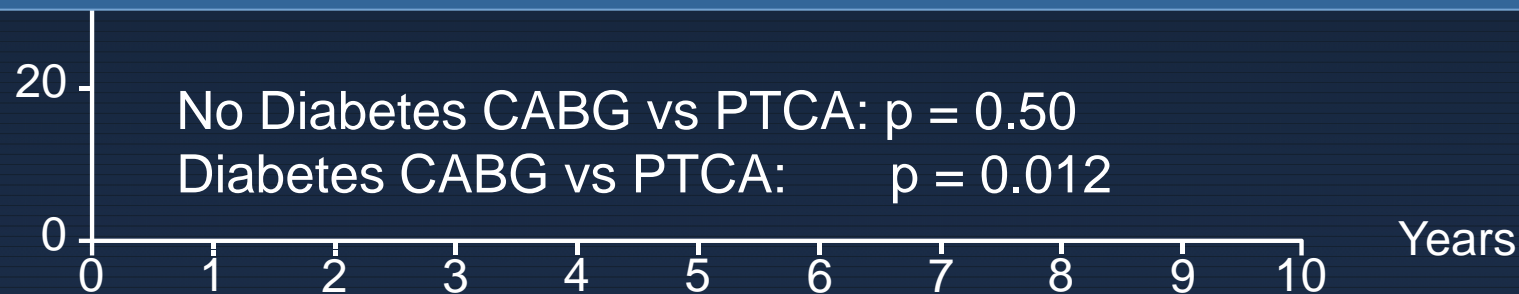 20
No Diabetes CABG vs PTCA: p = 0.50
Diabetes CABG vs PTCA: p = 0.012
0
Years
0 1 2 3 4 5 6 7 8 9 10